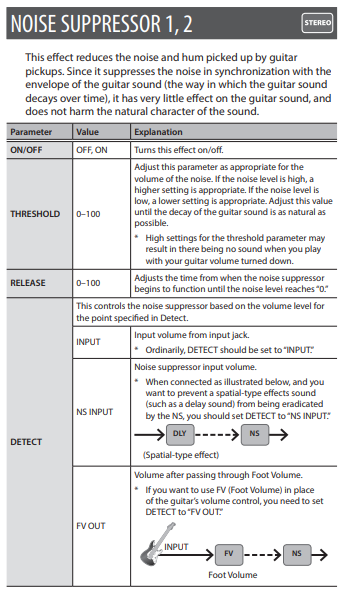 NOISE SUPPRESSOR 1, 2
STEREO
This effect reduces the noise and hum picked up by guitar
pickups. Since it suppresses the noise in synchronization with the
envelope of the guitar sound (the way in which the guitar sound
decays over time), it has very little effect on the guitar sound, and
does not harm the natural character of the sound.
Parameter Value Explanation
ON/OFF OFF, ON Turns this effect on/off.
THRESHOLD 0–100
Adjust this parameter as appropriate for the
volume of the noise. If the noise level is high, a
higher setting is appropriate. If the noise level is
low, a lower setting is appropriate. Adjust this value
until the decay of the guitar sound is as natural as
possible.
* High settings for the threshold parameter may
result in there being no sound when you play
with your guitar volume turned down.
RELEASE 0–100
Adjusts the time from when the noise suppressor
begins to function until the noise level reaches “0.”
DETECT
This controls the noise suppressor based on the volume level for
the point specified in Detect.
INPUT
Input volume from input jack.
* Ordinarily, DETECT should be set to “INPUT.”
NS INPUT
Noise suppressor input volume.
* When connected as illustrated below, and you
want to prevent a spatial-type effects sound
(such as a delay sound) from being eradicated
by the NS, you should set DETECT to “NS INPUT.”
DLY NS
(Spatial-type effect)
FV OUT
Volume after passing through Foot Volume.
* If you want to use FV (Foot Volume) in place
of the guitar’s volume control, you need to set
DETECT to “FV OUT.”
INPUT
FV NS
Foot Volume